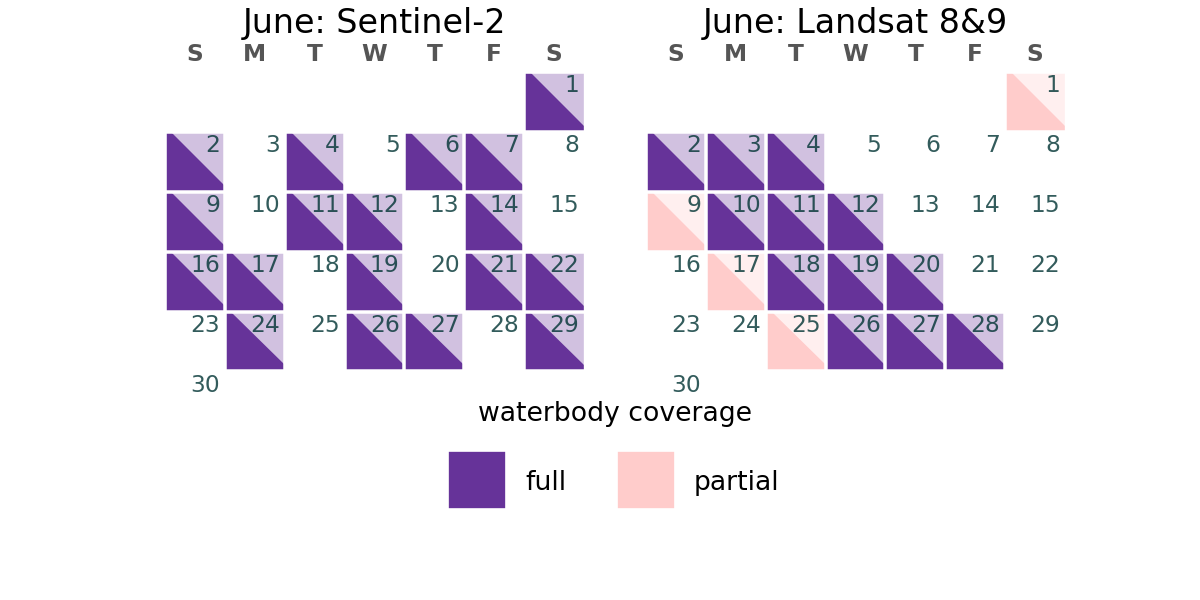 June: Sentinel-2
S M T W T F S
1
2 3 4 5 6 7 8
9 10 11 12 13 14 15
16 17 18 19 20 21 22
23 24 25 26 27 28 29
30
June: Landsat 8&9
S M T W T F S
1
2 3 4 5 6 7 8
9 10 11 12 13 14 15
16 17 18 19 20 21 22
23 24 25 26 27 28 29
30
waterbody coverage
full
partial